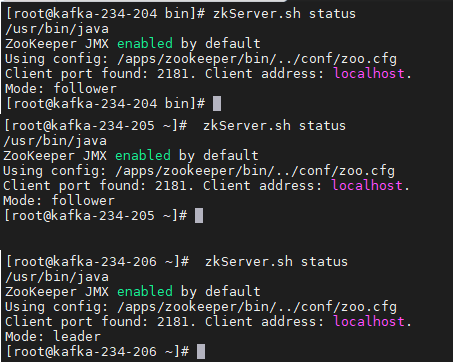 [root@kafka-234-204 bin]# zkServer.sh status
/usr/bin/java
ZooKeeper JMX enabled by default
Using config: /apps/zookeeper/bin/../conf/zoo.cfg
Client port found: 2181. Client address: localhost.
Mode: follower
[root@kafka-234-204 bin]#
[root@kafka-234-205 ~]#  zkServer.sh status
/usr/bin/java
ZooKeeper JMX enabled by default
Using config: /apps/zookeeper/bin/../conf/zoo.cfg
Client port found: 2181. Client address: localhost.
Mode: follower
[root@kafka-234-205 ~]#
[root@kafka-234-206 ~]#  zkServer.sh status
/usr/bin/java
ZooKeeper JMX enabled by default
Using config: /apps/zookeeper/bin/../conf/zoo.cfg
Client port found: 2181. Client address: localhost.
Mode: leader
[root@kafka-234-206 ~]#